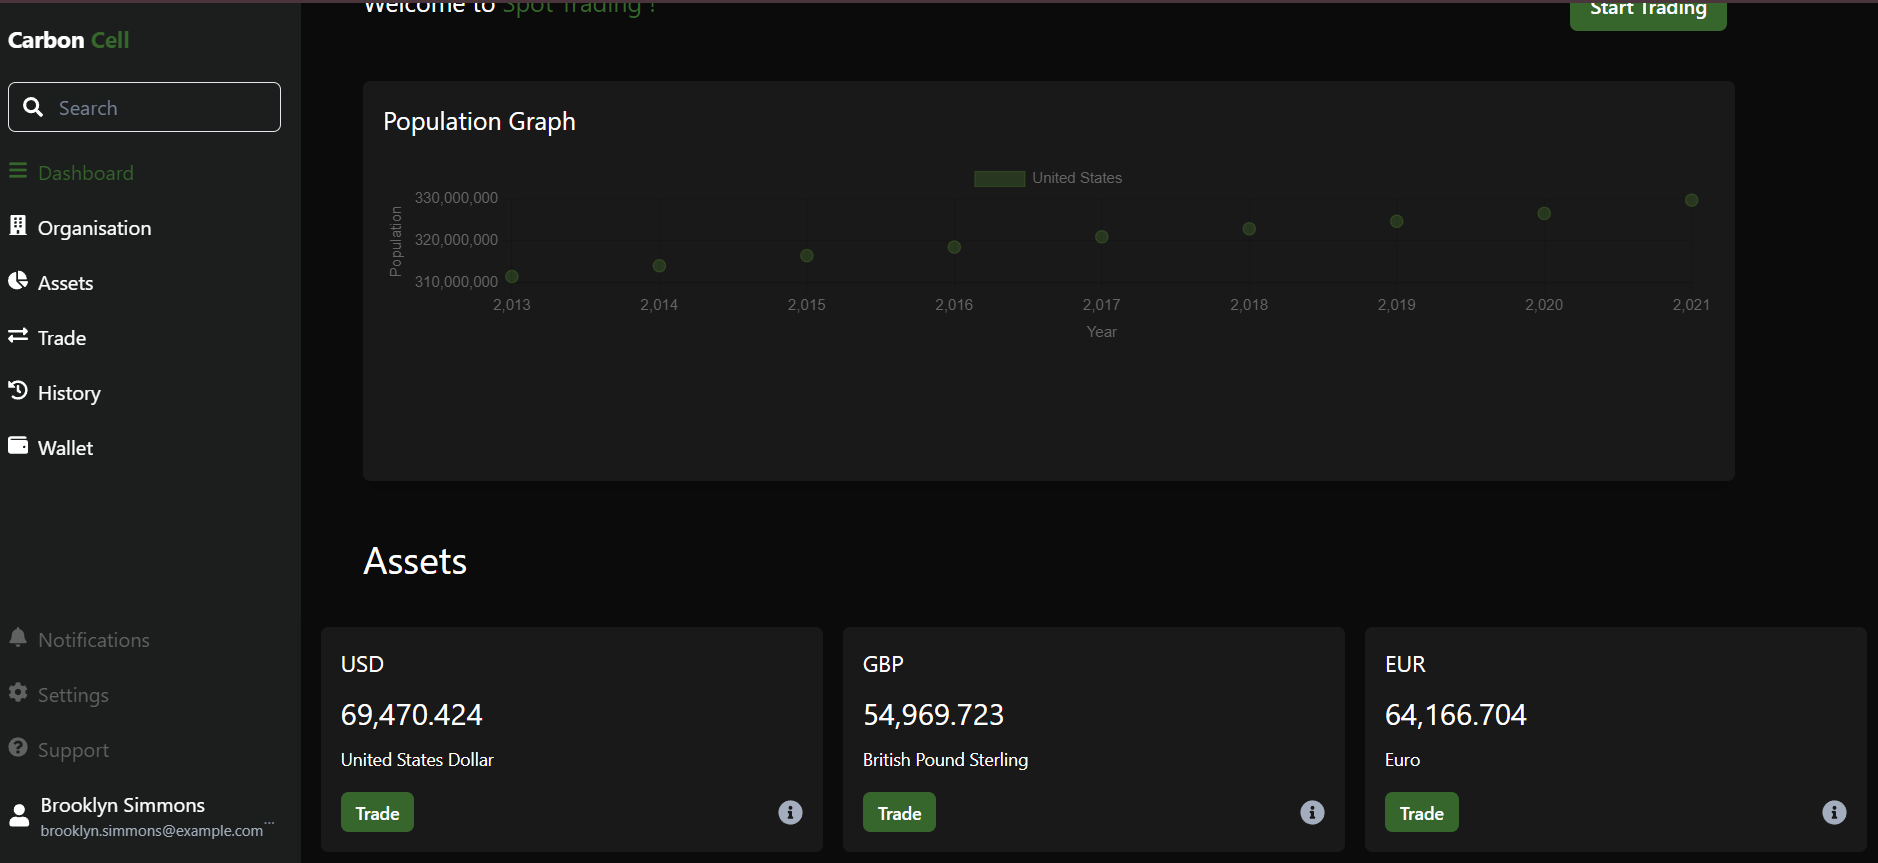 Carbon Cell
Search
Dashboard
Organisation
Assets
Trade
History
Wallet
Notifications
Settings
Support
Brooklyn Simmons
brooklyn.simmons@example.com
...
Welcome to Spot Trading !
Start Trading
Population Graph
United States
Population
330,000,000
320,000,000
310,000,000
2,013 2,014 2,015 2,016 2,017 2,018 2,019 2,020 2,021
Year
Assets
USD
69,470.424
United States Dollar
Trade
GBP
54,969.723
British Pound Sterling
Trade
EUR
64,166.704
Euro
Trade